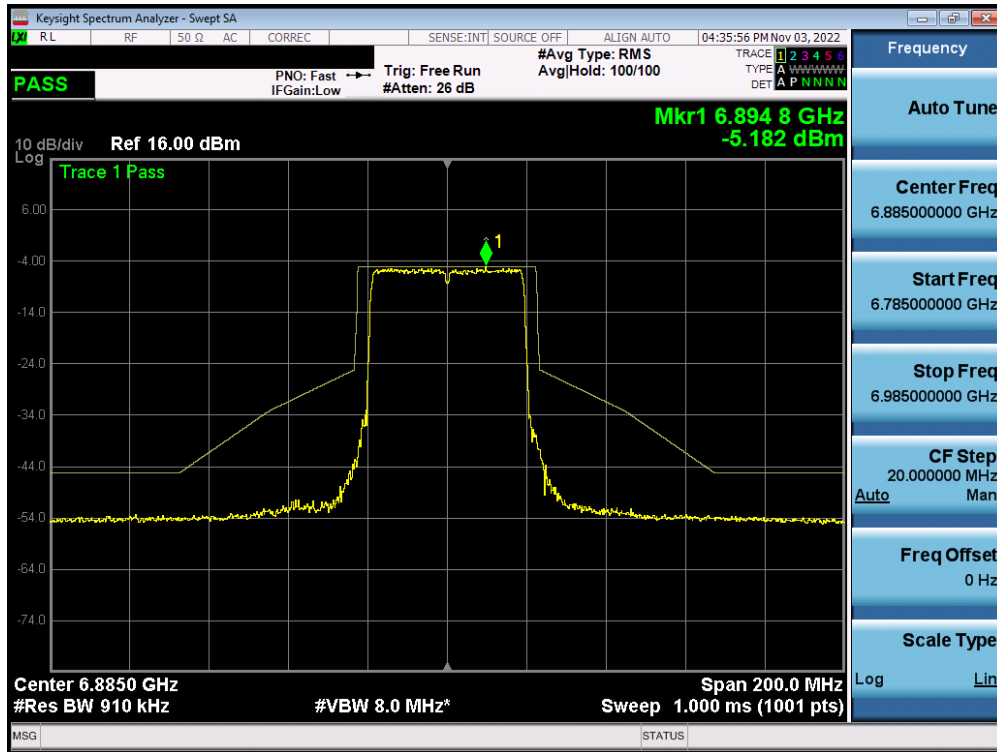 Keysight Spectrum Analyzer - Swept SA
LXI RL RF 50 Ω AC CORREC SENSE:INT SOURCE OFF ALIGN AUTO 04:35:56 PM Nov 03, 2022
PASS
PNO: Fast
IFGain:Low
Trig: Free Run
#Atten: 26 dB
#Avg Type: RMS
Avg|Hold: 100/100
TRACE 1 2 3 4 5 6
TYPE A WWWWW
DET A P N N N N
Mkr1 6.894 8 GHz
-5.182 dBm
10 dB/div Ref 16.00 dBm
Log
Trace 1 Pass
1
6.00
-4.00
-14.0
-24.0
-34.0
-44.0
-54.0
-64.0
-74.0
Center 6.8850 GHz Span 200.0 MHz
#Res BW 910 kHz #VBW 8.0 MHz* Sweep 1.000 ms (1001 pts)
MSG STATUS
Frequency
Auto Tune
Center Freq
6.885000000 GHz
Start Freq
6.785000000 GHz
Stop Freq
6.985000000 GHz
CF Step
20.000000 MHz
Auto Man
Freq Offset
0 Hz
Scale Type
Log Lin